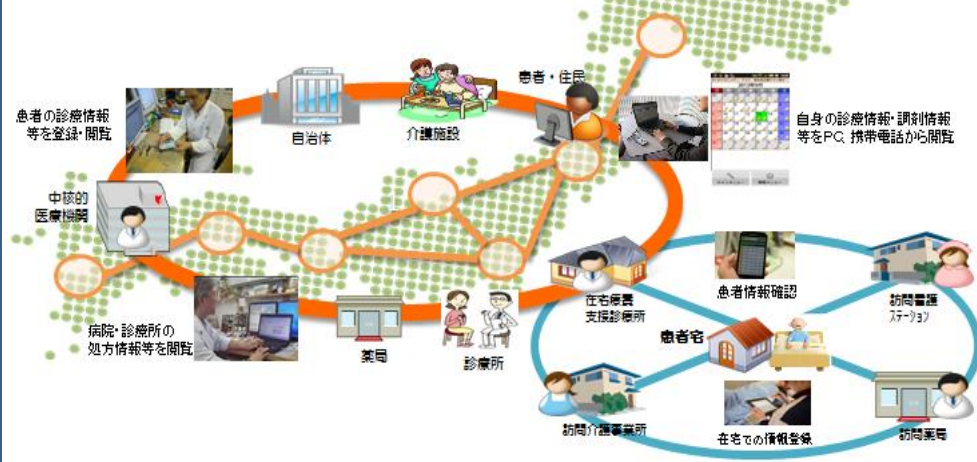 患者・住民
患者の診療情報
等を登録・閲覧
自治体
介護施設
自身の診療情報・調剤情報
等をPC、携帯電話から閲覧
中核的
医療機関
病院・診療所の
処方情報等を閲覧
薬局
診療所
在宅療養
支援診療所
患者情報確認
訪問看護
ステーション
患者宅
訪問介護事業所
在宅での情報登録
訪問薬局